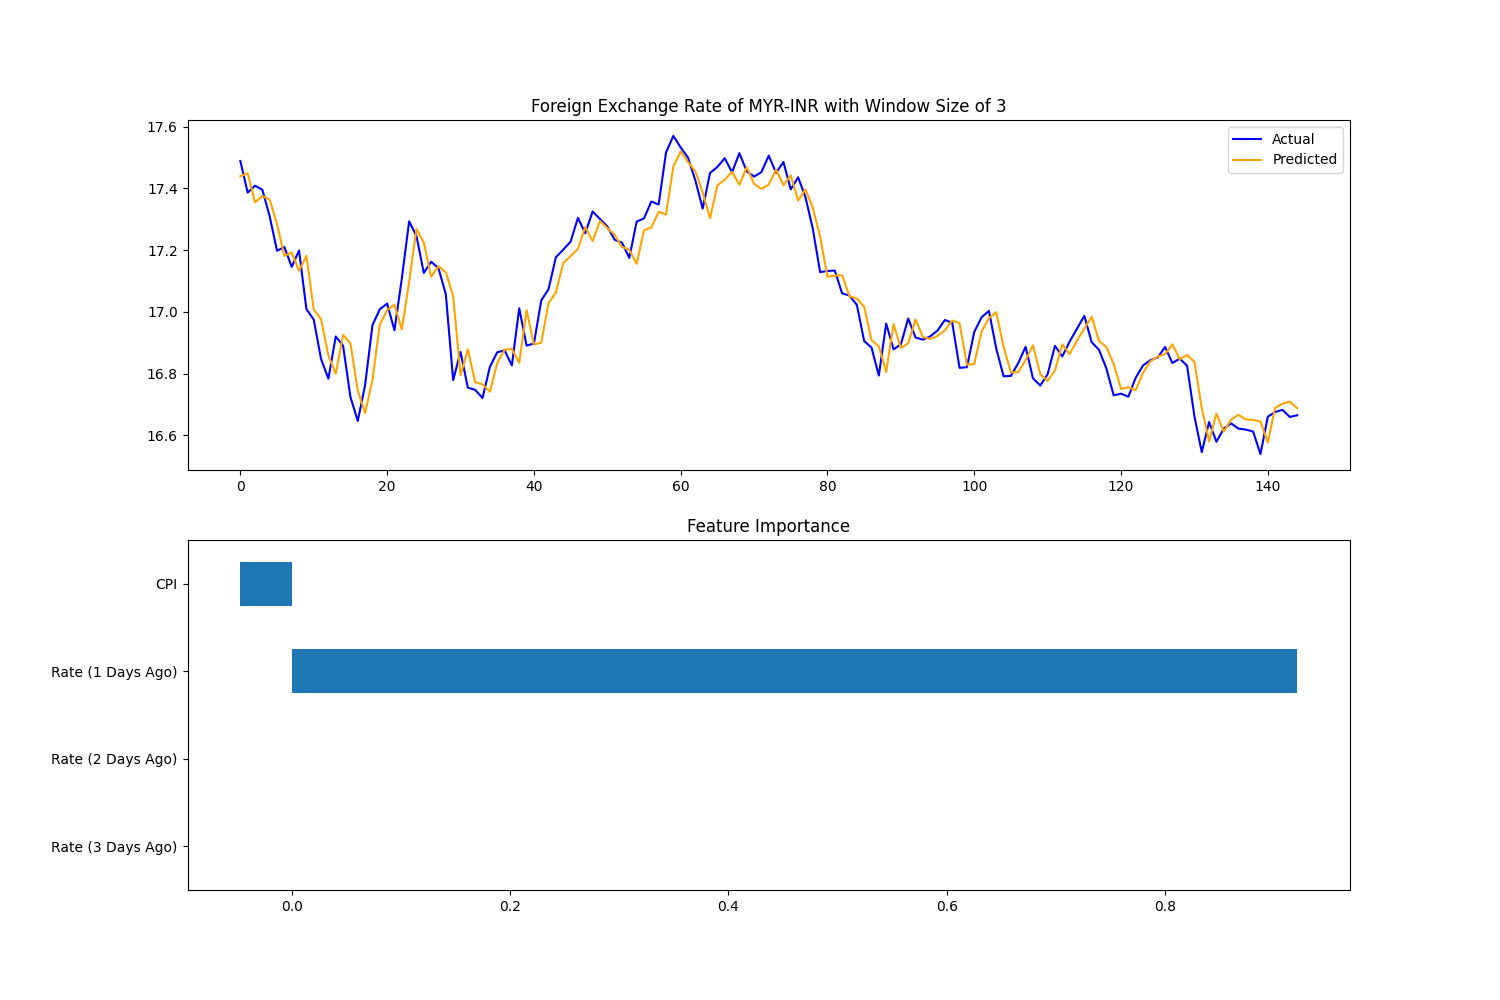 Foreign Exchange Rate of MYR-INR with Window Size of 3
17.6
17.4
17.2
17.0
16.8
16.6
Actual
Predicted
0 20 40 60 80 100 120 140
Feature Importance
CPI
Rate (1 Days Ago)
Rate (2 Days Ago)
Rate (3 Days Ago)
0.0 0.2 0.4 0.6 0.8